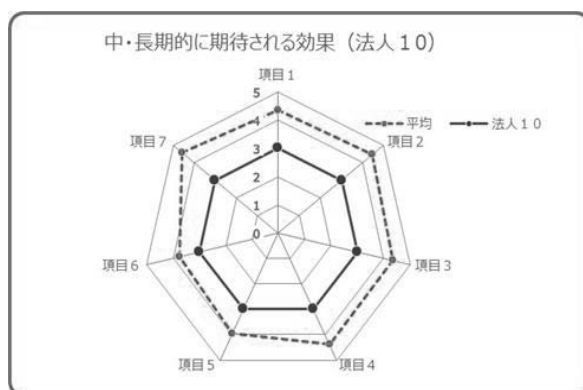 中・長期的に期待される効果（法人１０）
項目１
5
平均
法人１０
4
項目７
項目２
3
2
1
0
項目６
項目３
項目５
項目４